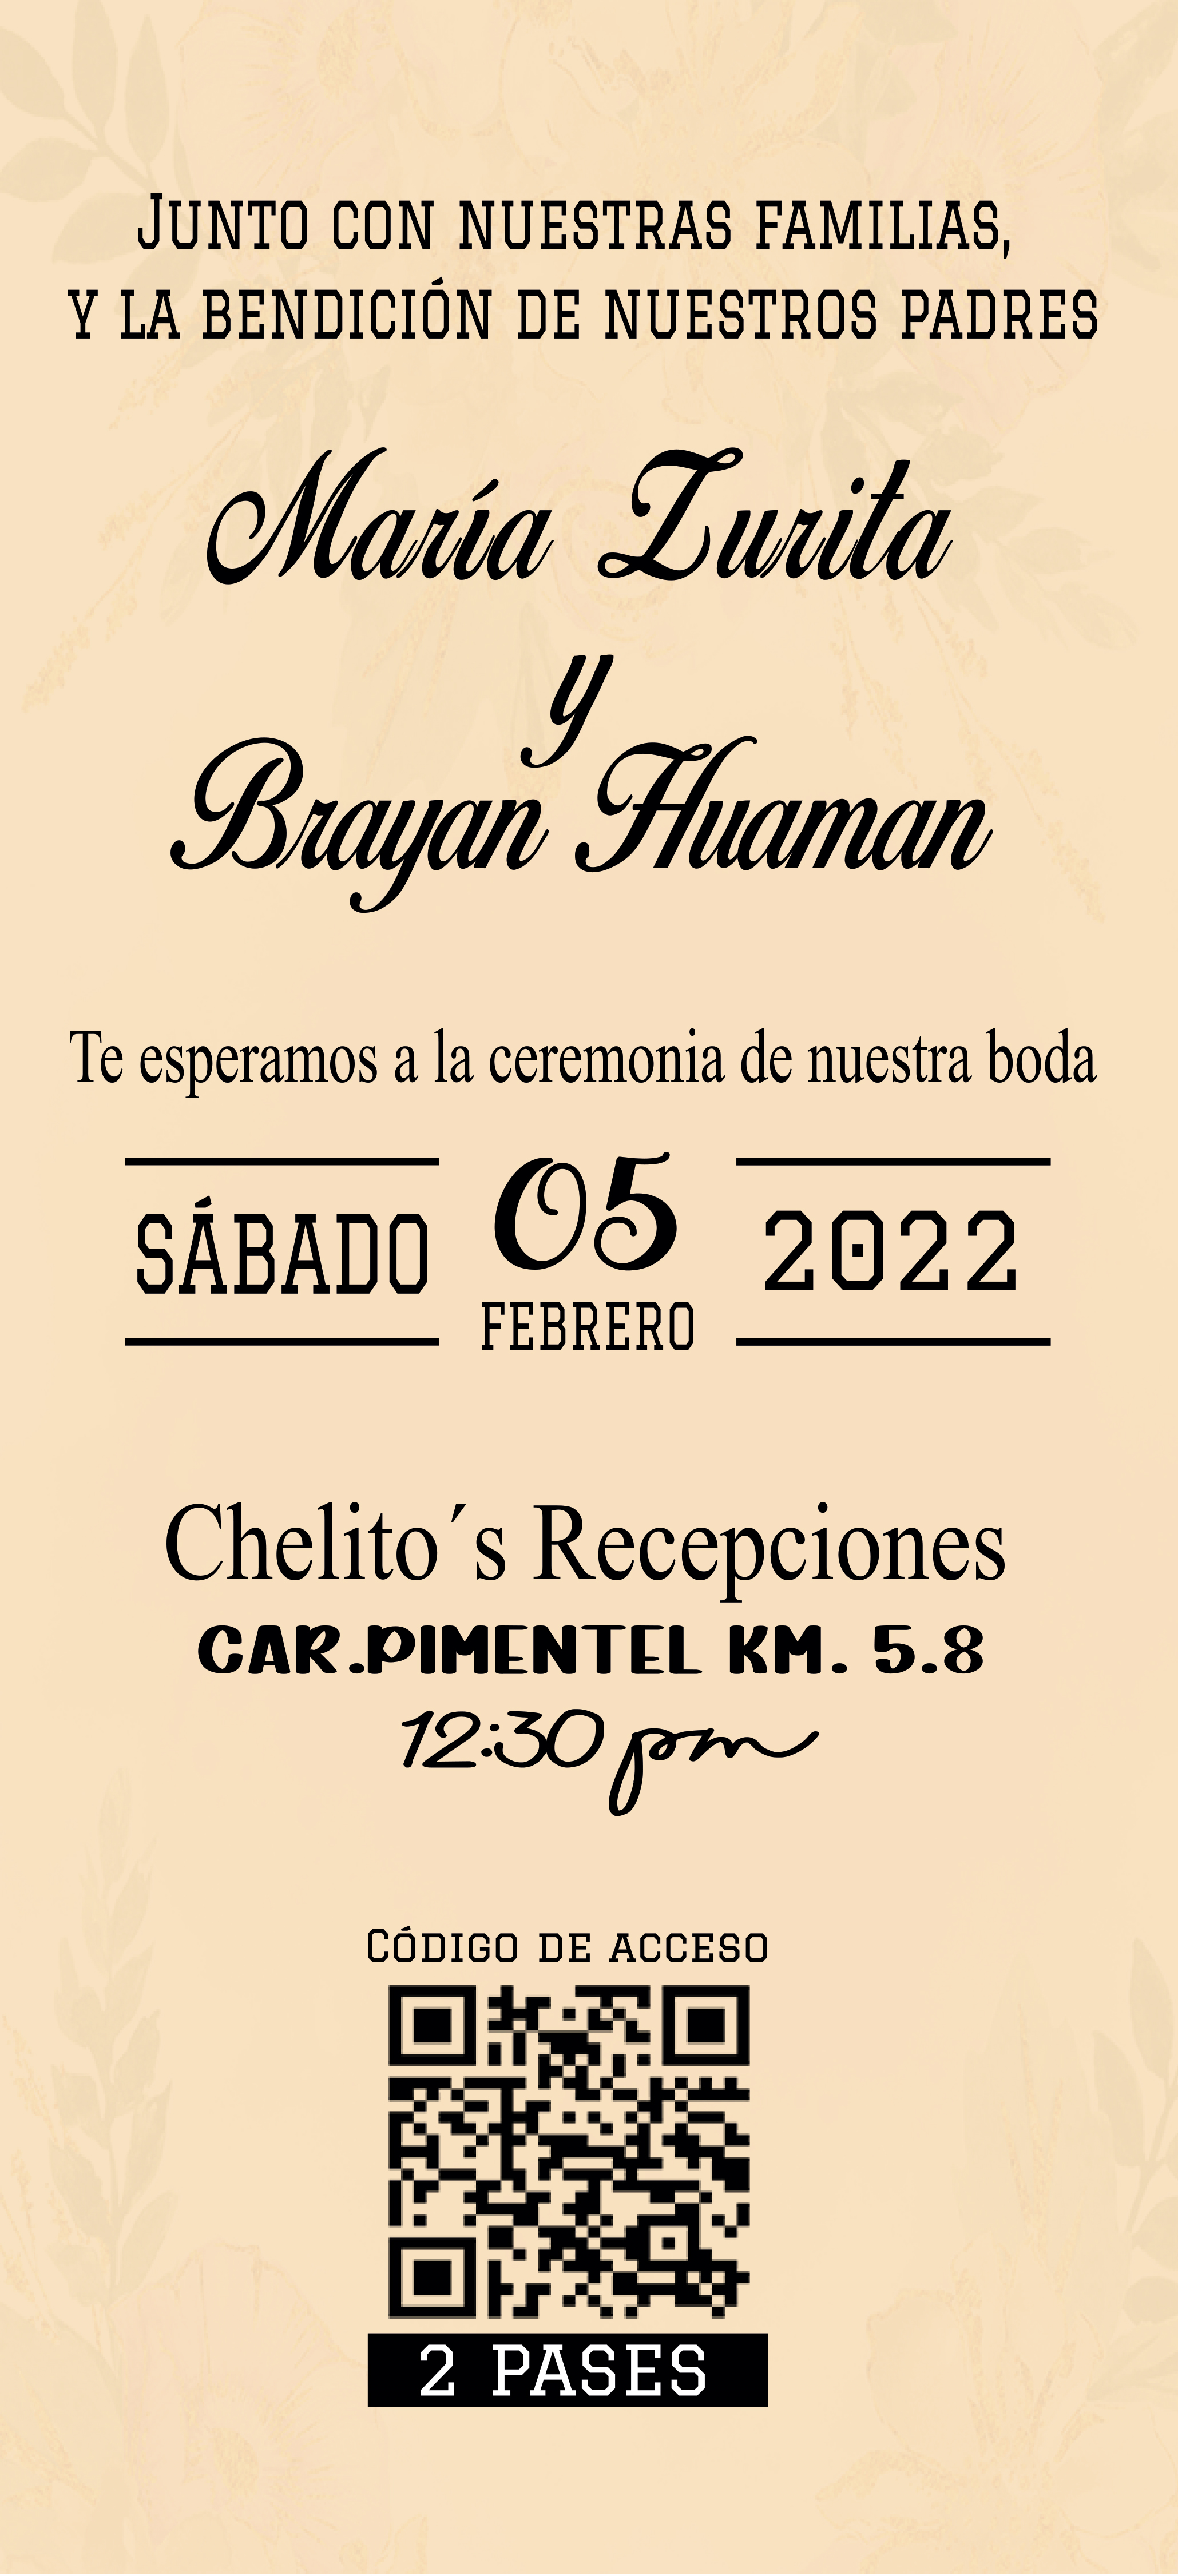 Junto con nuestras familias,
y la bendición de nuestros padres
María Zurita
y
Brayan Huaman
Te esperamos a la ceremonia de nuestra boda
SÁBADO
05
FEBRERO
2022
Chelito´s Recepciones
CAR.PIMENTEL KM. 5.8
12:30 pm
Código de acceso
2 PASES